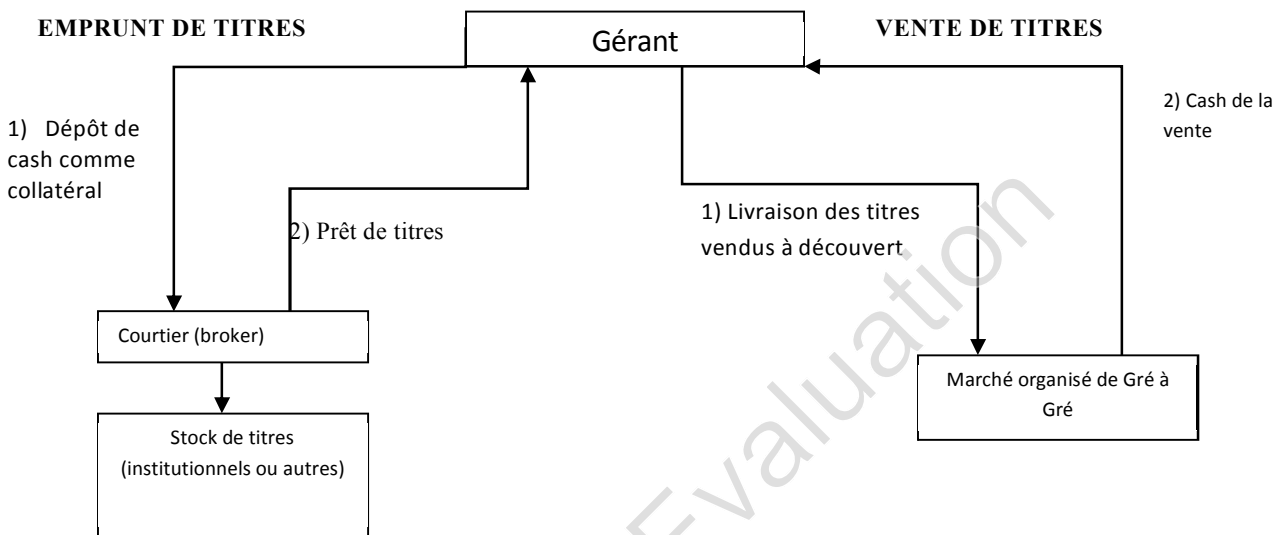 EMPRUNT DE TITRES
Gérant
VENTE DE TITRES
1) Dépôt de
cash comme
collatéral
2) Prêt de titres
1) Livraison des titres
vendus à découvert
2) Cash de la
vente
Courtier (broker)
Stock de titres
(institutionnels ou autres)
Marché organisé de Gré à
Gré
Evaluation